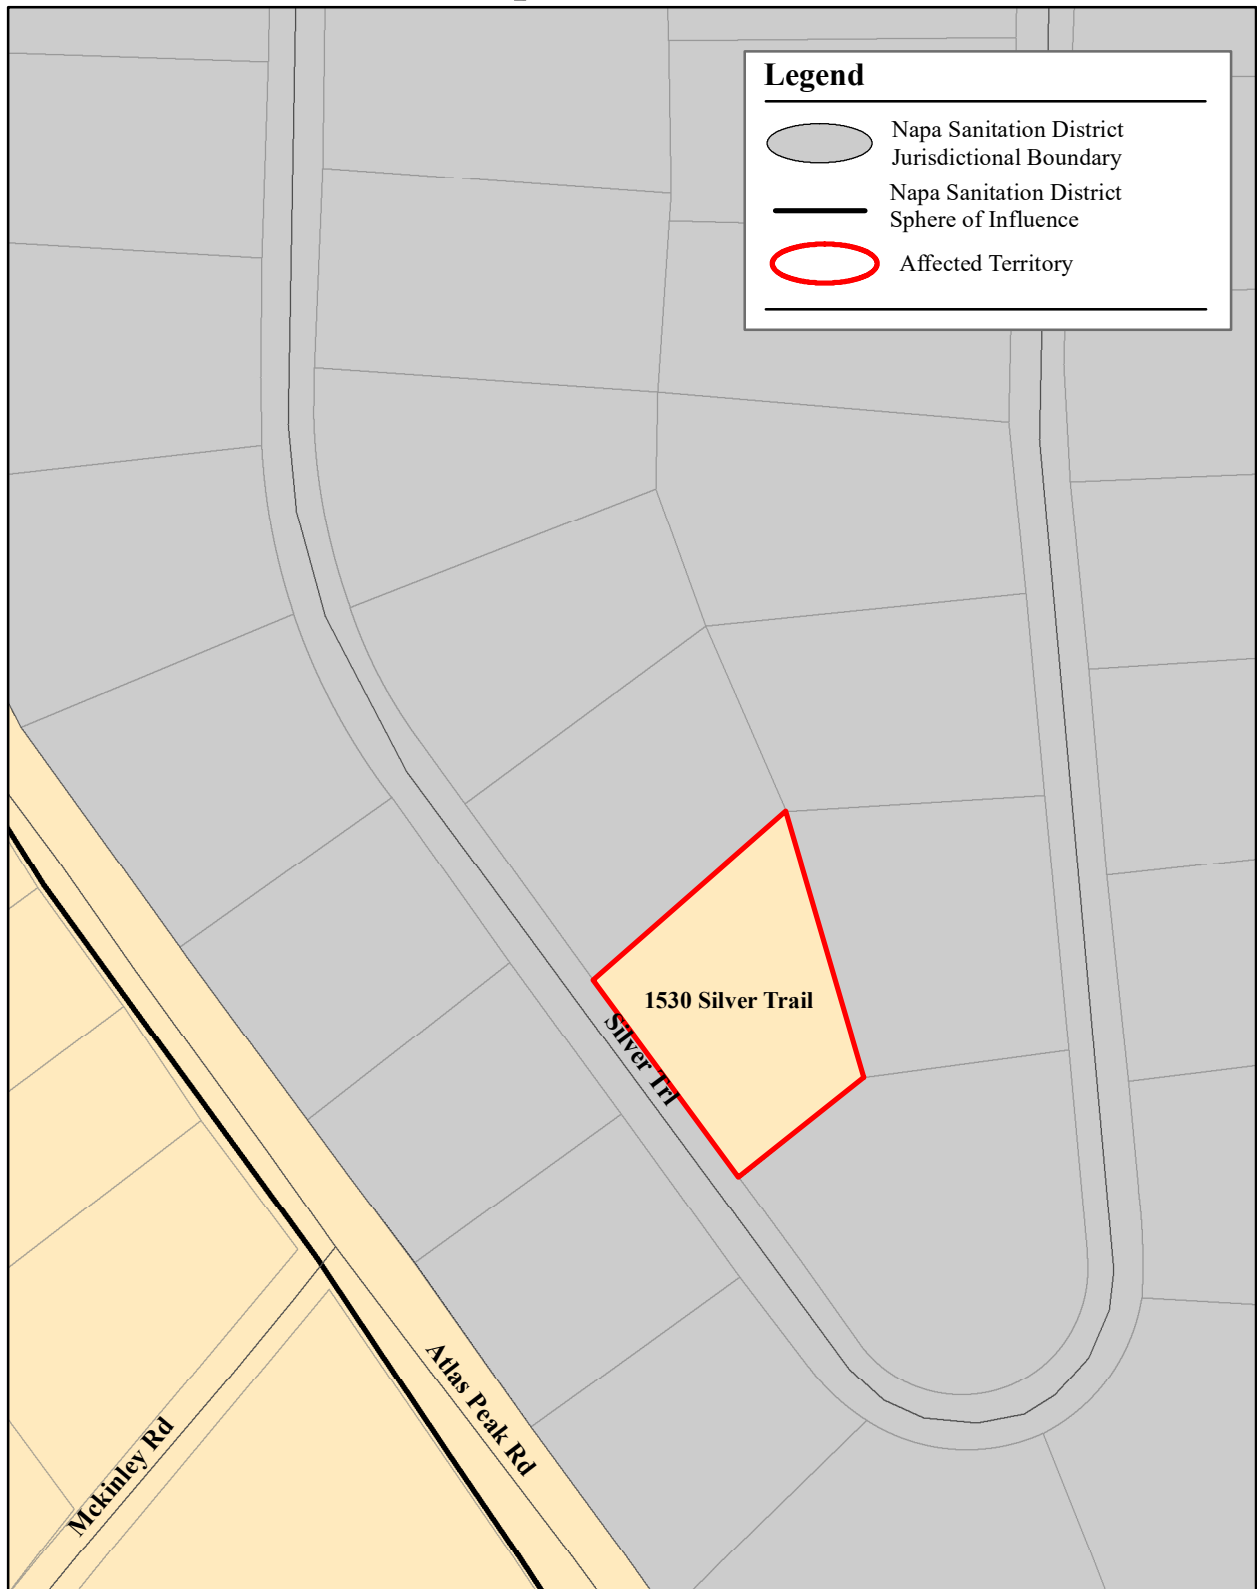 Legend
Napa Sanitation District
Jurisdictional Boundary
Napa Sanitation District
Sphere of Influence
Affected Territory
1530 Silver Trail
Silver Trl
Atlas Peak Rd
Mckinley Rd